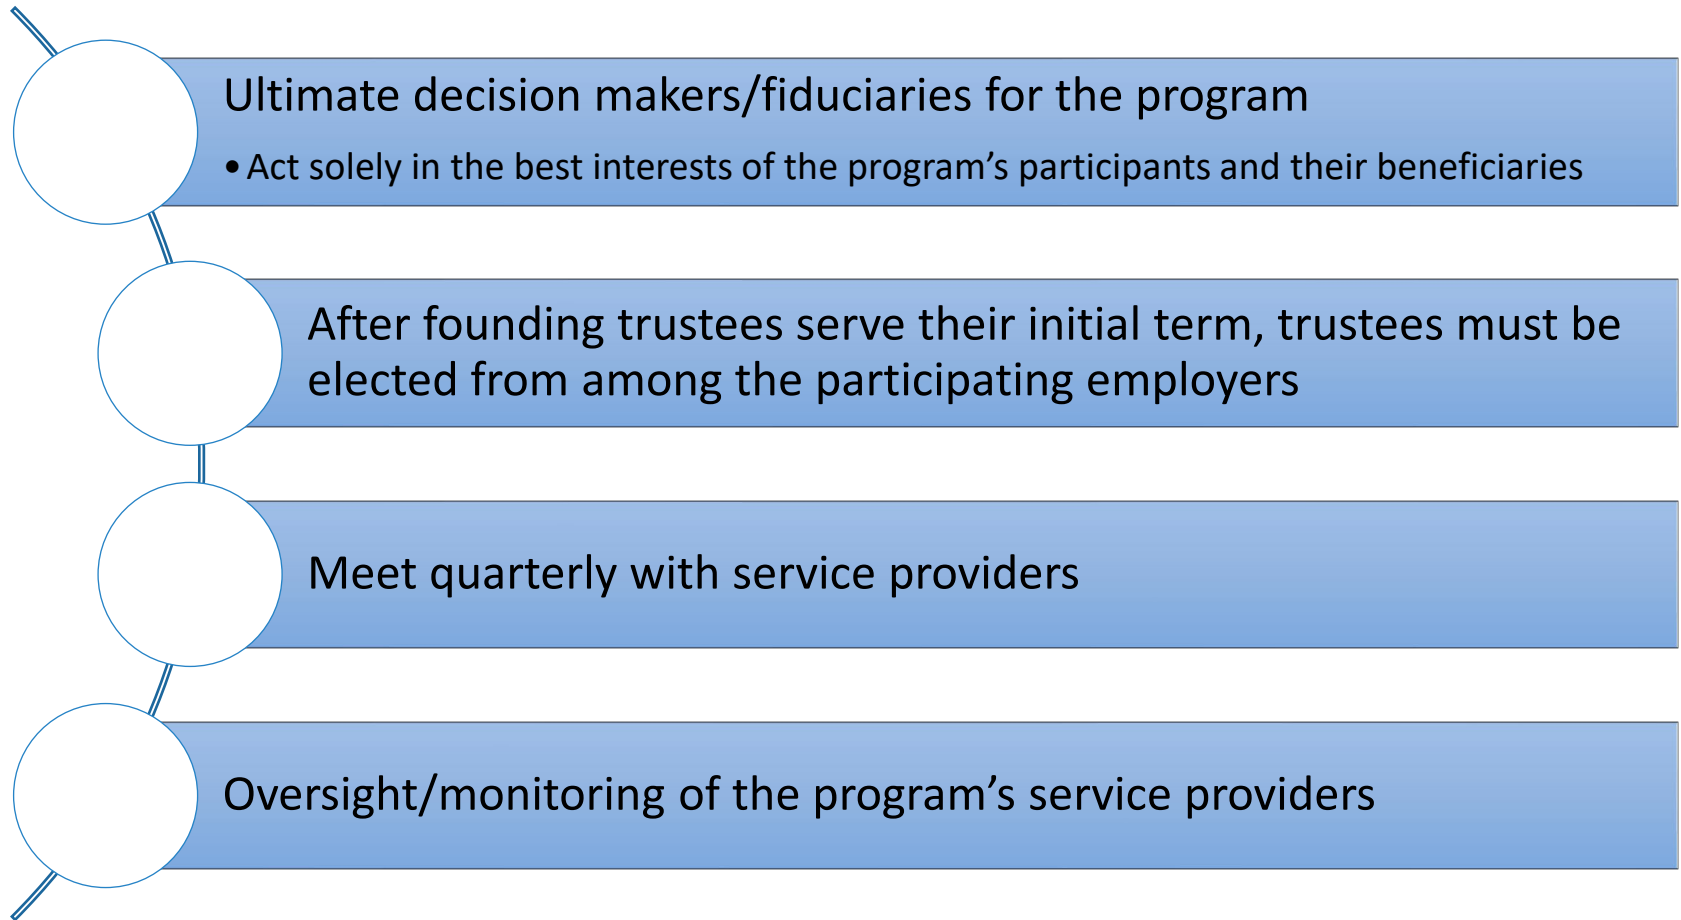 Ultimate decision makers/fiduciaries for the program
•Act solely in the best interests of the program’s participants and their beneficiaries
After founding trustees serve their initial term, trustees must be
elected from among the participating employers
Meet quarterly with service providers
Oversight/monitoring of the program’s service providers